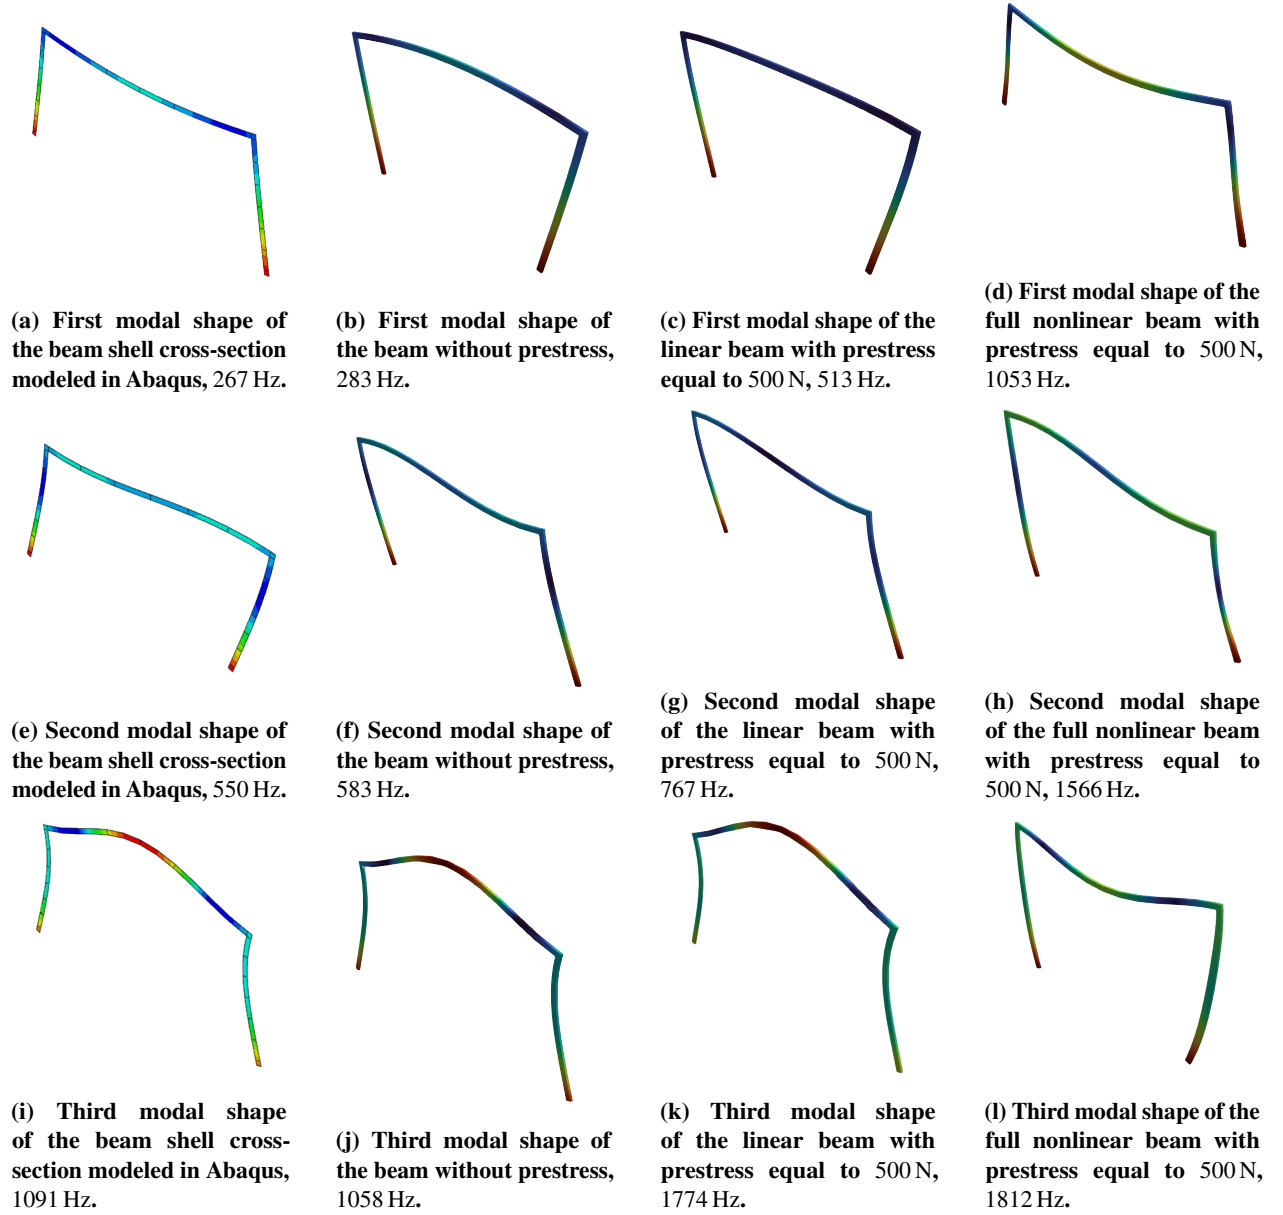 (a) First modal shape of
the beam shell cross-section
modeled in Abaqus, 267 Hz.
(b) First modal shape of
the beam without prestress,
283 Hz.
(c) First modal shape of the
linear beam with prestress
equal to 500 N, 513 Hz.
(d) First modal shape of the
full nonlinear beam with
prestress equal to 500 N,
1053 Hz.
(e) Second modal shape of
the beam shell cross-section
modeled in Abaqus, 550 Hz.
(f) Second modal shape of
the beam without prestress,
583 Hz.
(g) Second modal shape
of the linear beam with
prestress equal to 500 N,
767 Hz.
(h) Second modal shape
of the full nonlinear beam
with prestress equal to
500 N, 1566 Hz.
(i) Third modal shape
of the beam shell cross-
section modeled in Abaqus,
1091 Hz.
(j) Third modal shape of
the beam without prestress,
1058 Hz.
(k) Third modal shape
of the linear beam with
prestress equal to 500 N,
1774 Hz.
(l) Third modal shape of the
full nonlinear beam with
prestress equal to 500 N,
1812 Hz.